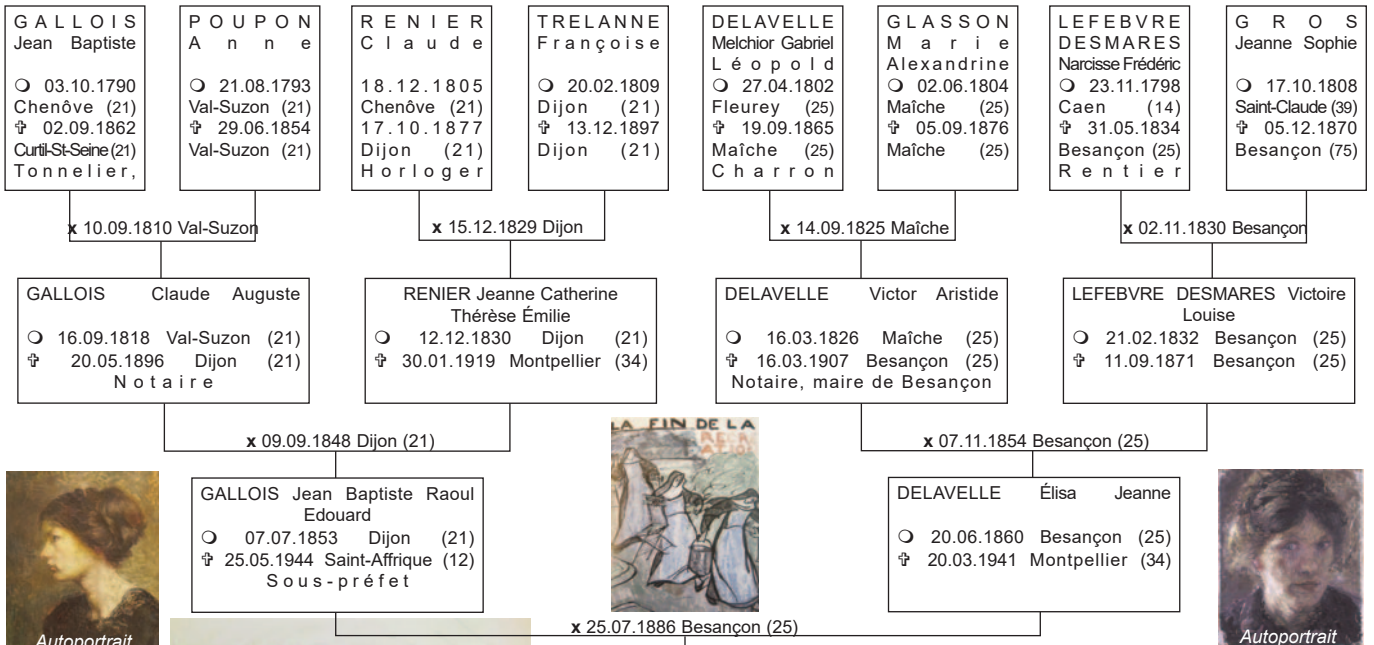 GALLOIS
Jean Baptiste
❍ 03.10.1790
Chenôve (21)
✞ 02.09.1862
Curtil-St-Seine (21)
Tonnelier,
POUPON
Anne
❍ 21.08.1793
Val-Suzon (21)
✞ 29.06.1854
Val-Suzon (21)
RENIER
Claude
18.12.1805
Chenôve (21)
17.10.1877
Dijon (21)
Horloger
TRELANNE
Françoise
❍ 20.02.1809
Dijon (21)
✞ 13.12.1897
Dijon (21)
DELAVELLE
Melchior Gabriel
Léopold
❍ 27.04.1802
Fleurey (25)
✞ 19.09.1865
Maîche (25)
Charron
GLASSON
Marie
Alexandrine
❍ 02.06.1804
Maîche (25)
✞ 05.09.1876
Maîche (25)
LEFEBVRE
DESMARES
Narcisse Frédéric
❍ 23.11.1798
Caen (14)
✞ 31.05.1834
Besançon (25)
Rentier
GROS
Jeanne Sophie
❍ 17.10.1808
Saint-Claude (39)
✞ 05.12.1870
Besançon (75)
x 10.09.1810 Val-Suzon
x 15.12.1829 Dijon
x 14.09.1825 Maîche
x 02.11.1830 Besançon
GALLOIS Claude Auguste
❍ 16.09.1818 Val-Suzon (21)
✞ 20.05.1896 Dijon (21)
Notaire
RENIER Jeanne Catherine
Thérèse Émilie
❍ 12.12.1830 Dijon (21)
✞ 30.01.1919 Montpellier (34)
DELAVELLE Victor Aristide
❍ 16.03.1826 Maîche (25)
✞ 16.03.1907 Besançon (25)
Notaire, maire de Besançon
LEFEBVRE DESMARES Victoire
Louise
❍ 21.02.1832 Besançon (25)
✞ 11.09.1871 Besançon (25)
x 09.09.1848 Dijon (21)
LA FIN DE LA
RECR
ATION
x 07.11.1854 Besançon (25)
Autoportrait
GALLOIS Jean Baptiste Raoul
Edouard
❍ 07.07.1853 Dijon (21)
✞ 25.05.1944 Saint-Affrique (12)
Sous-préfet
DELAVELLE Élisa Jeanne
❍ 20.06.1860 Besançon (25)
✞ 20.03.1941 Montpellier (34)
Autoportrait
x 25.07.1886 Besançon (25)